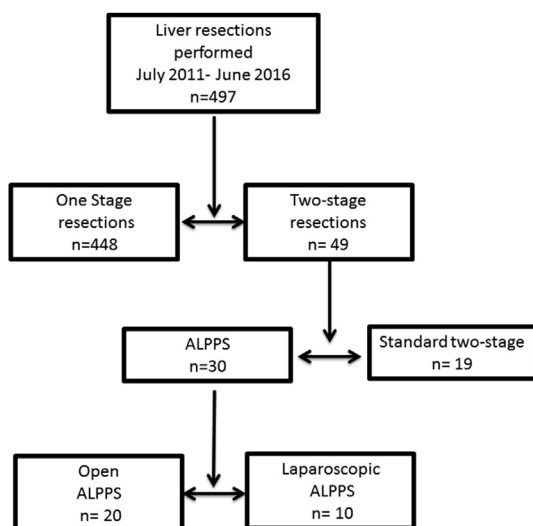 Liver resections
performed
July 2011- June 2016
n=497
One Stage
resections
n=448
Two-stage
resections
n= 49
ALPPS
n=30
Standard two-stage
n= 19
Open
ALPPS
n= 20
Laparoscopic
ALPPS
n= 10